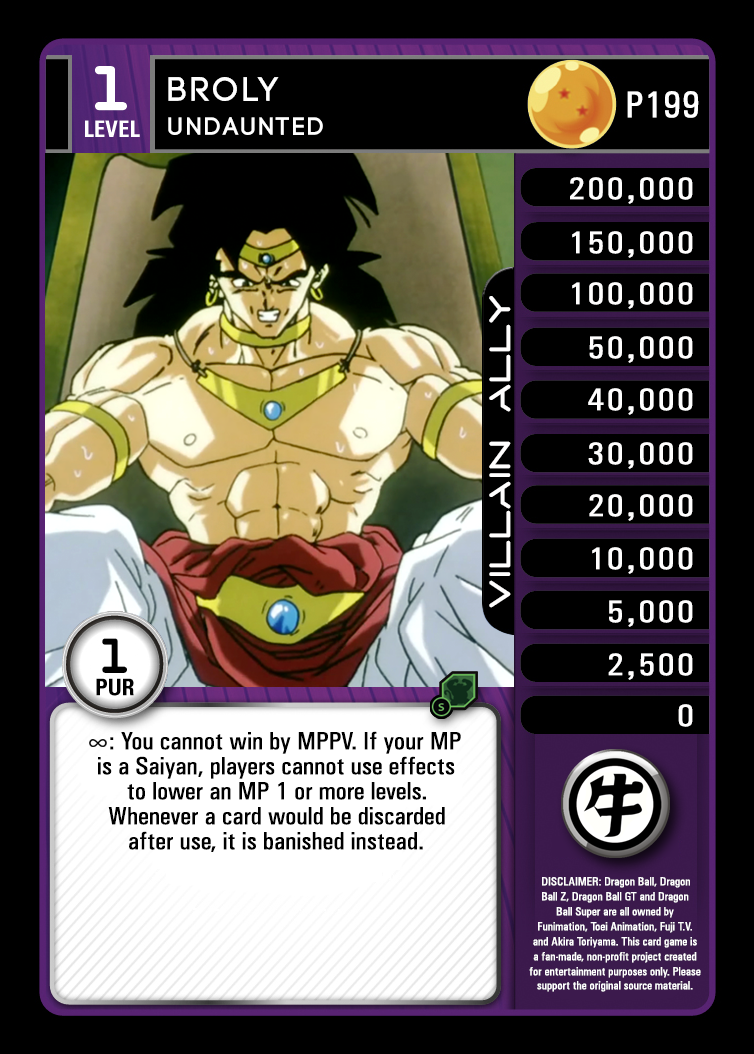 1
LEVEL
BROLY
UNDAUNTED
P199
200,000
150,000
100,000
50,000
40,000
30,000
20,000
10,000
5,000
2,500
0
VILLAIN ALLY
1
PUR
S
∞: You cannot win by MPPV. If your MP
is a Saiyan, players cannot use effects
to lower an MP 1 or more levels.
Whenever a card would be discarded
after use, it is banished instead.
牛
DISCLAIMER: Dragon Ball, Dragon
Ball Z, Dragon Ball GT and Dragon
Ball Super are all owned by
Funimation, Toei Animation, Fuji T.V.
and Akira Toriyama. This card game is
a fan-made, non-profit project created
for entertainment purposes only. Please
support the original source material.